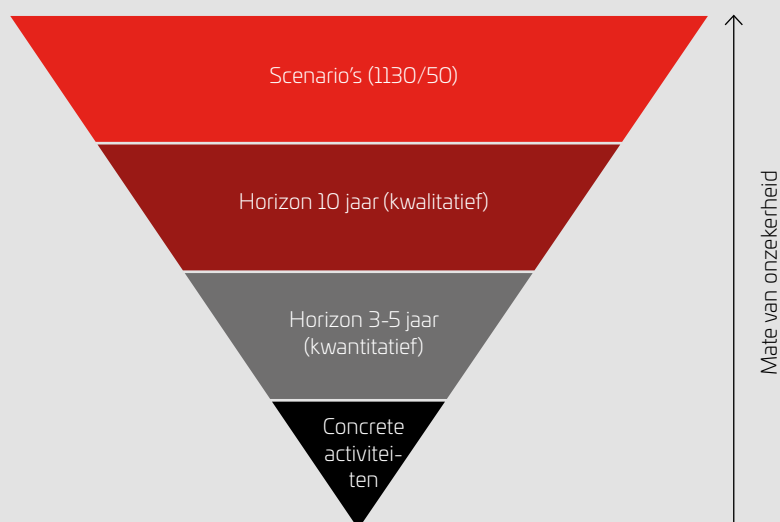 Scenario's (1130/50)
Horizon 10 jaar (kwalitatief)
Horizon 3-5 jaar
(kwantitatief)
Concrete
activitei-
ten
Mate van onzekerheid